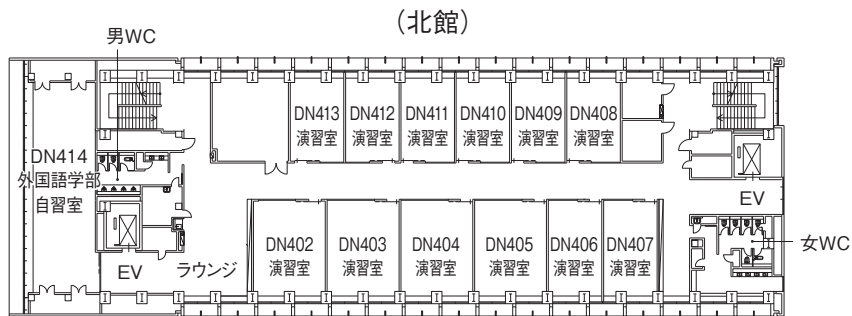 （北館）
男WC
DN413
演習室
DN412
演習室
DN411
演習室
DN410
演習室
DN409
演習室
DN408
演習室
DN414
外国語学部
自習室
EV
DN402
演習室
DN403
演習室
DN404
演習室
DN405
演習室
DN406
演習室
DN407
演習室
女WC
EV
ラウンジ